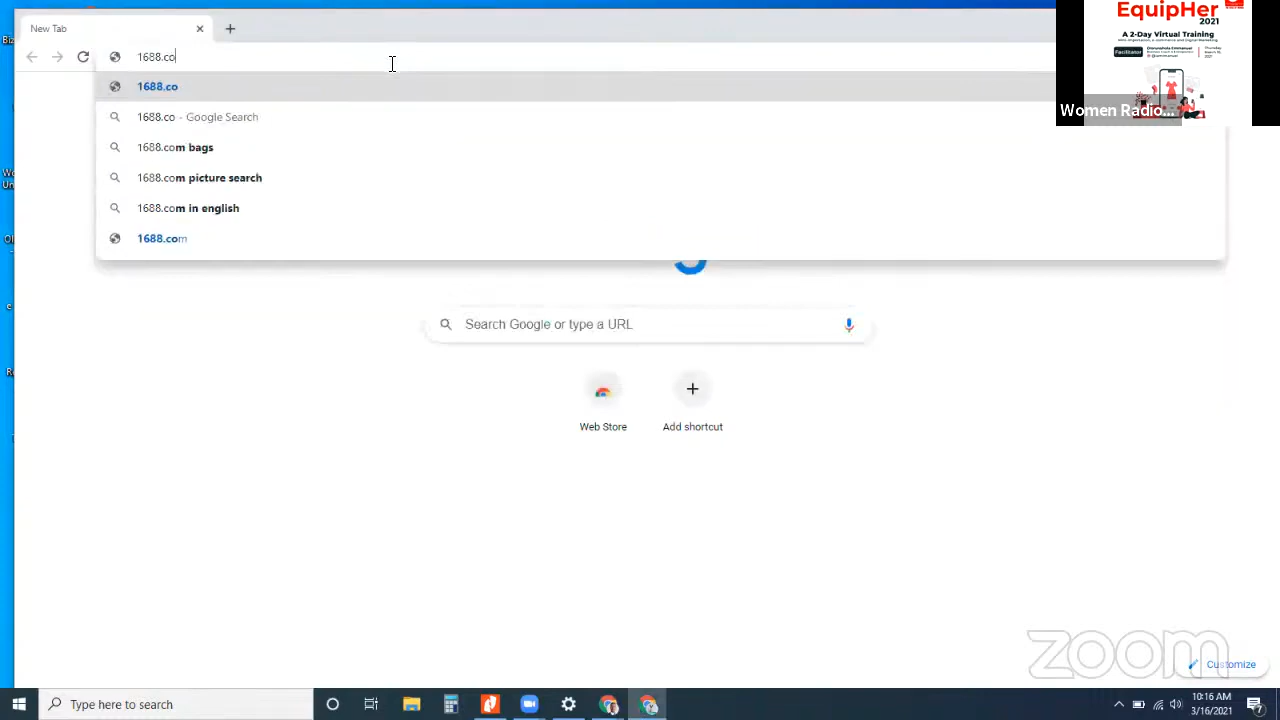 New Tab
1688.co
1688.co
1688.co - Google Search
1688.com bags
1688.com picture search
1688.com in english
1688.com
Search Google or type a URL
Web Store
Add shortcut
EquipHer
2021
A 2-Day Virtual Training
Facilitator
Women Radio...
zoom
Customize
Type here to search
10:16 AM
3/16/2021